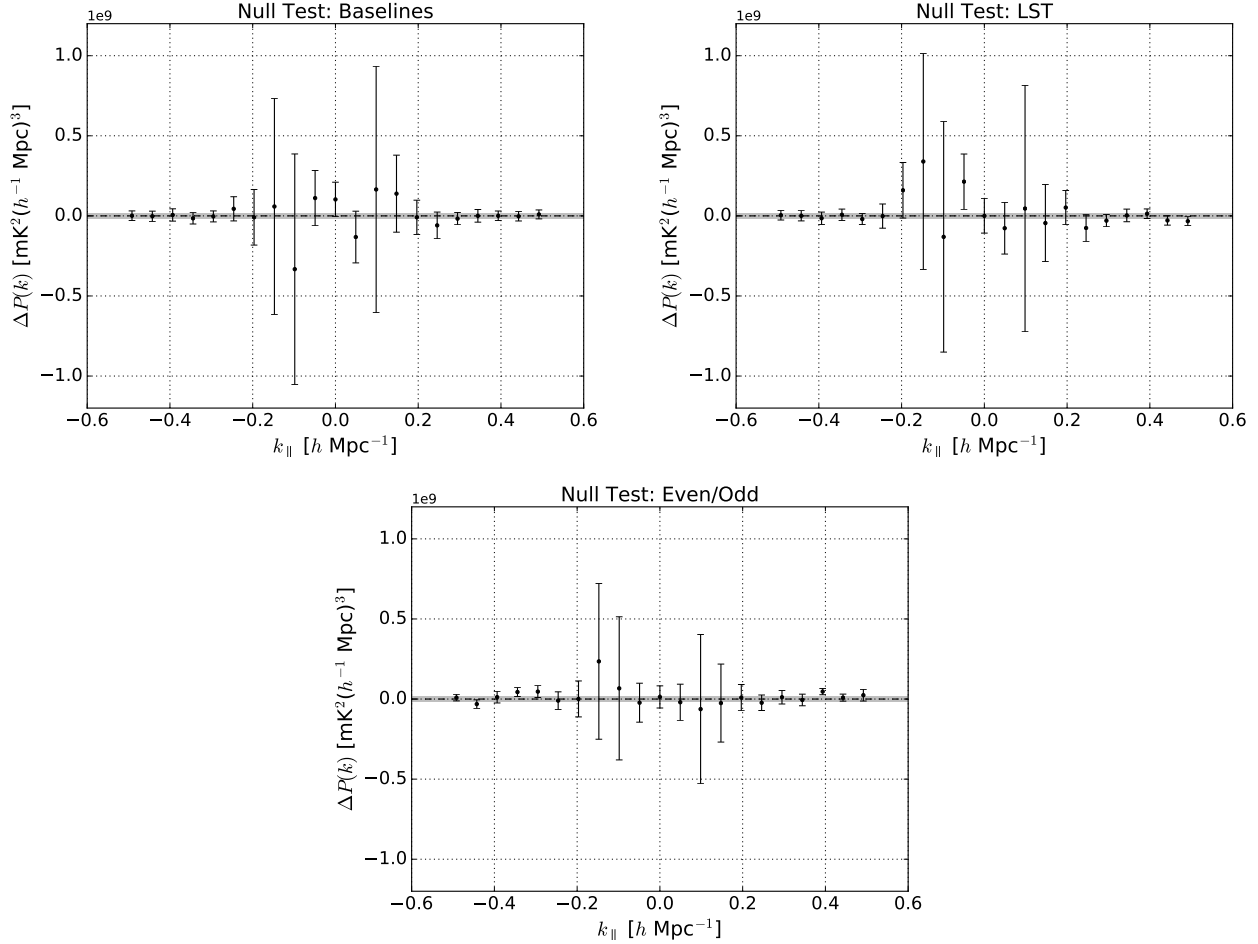 Null Test: Baselines
1e9
1.0
0.5
0.0
−0.5
−1.0
ΔP(k) [mK²(h⁻¹ Mpc)³]
−0.6 −0.4 −0.2 0.0 0.2 0.4 0.6
k∥ [h Mpc⁻¹]
Null Test: LST
1e9
1.0
0.5
0.0
−0.5
−1.0
ΔP(k) [mK²(h⁻¹ Mpc)³]
−0.6 −0.4 −0.2 0.0 0.2 0.4 0.6
k∥ [h Mpc⁻¹]
Null Test: Even/Odd
1e9
1.0
0.5
0.0
−0.5
−1.0
ΔP(k) [mK²(h⁻¹ Mpc)³]
−0.6 −0.4 −0.2 0.0 0.2 0.4 0.6
k∥ [h Mpc⁻¹]